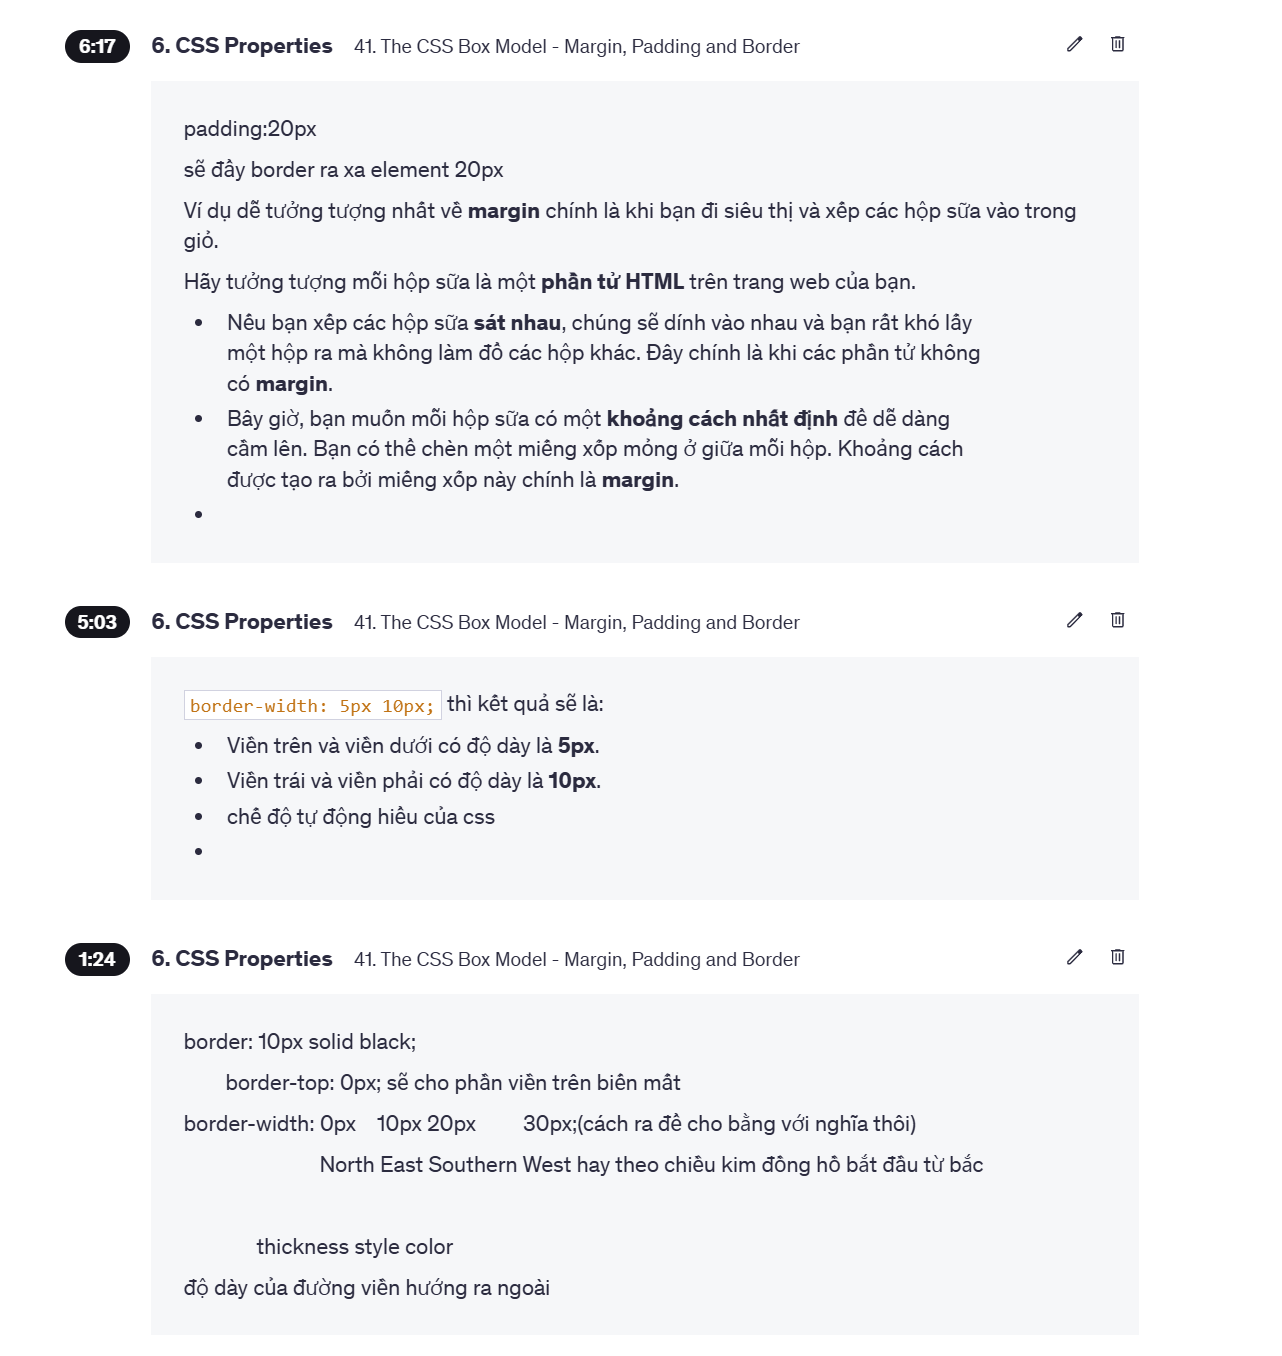 6:17 6. CSS Properties 41. The CSS Box Model - Margin, Padding and Border
padding:20px
sẽ đẩy border ra xa element 20px
Ví dụ dễ tưởng tượng nhất về margin chính là khi bạn đi siêu thị và xếp các hộp sữa vào trong
giỏ.
Hãy tưởng tượng mỗi hộp sữa là một phần tử HTML trên trang web của bạn.
Nếu bạn xếp các hộp sữa sát nhau, chúng sẽ dính vào nhau và bạn rất khó lấy
một hộp ra mà không làm đổ các hộp khác. Đây chính là khi các phần tử không
có margin.
Bây giờ, bạn muốn mỗi hộp sữa có một khoảng cách nhất định để dễ dàng
cầm lên. Bạn có thể chèn một miếng xốp mỏng ở giữa mỗi hộp. Khoảng cách
được tạo ra bởi miếng xốp này chính là margin.
5:03 6. CSS Properties 41. The CSS Box Model - Margin, Padding and Border
border-width: 5px 10px; thì kết quả sẽ là:
Viền trên và viền dưới có độ dày là 5px.
Viền trái và viền phải có độ dày là 10px.
chế độ tự động hiểu của css
1:24 6. CSS Properties 41. The CSS Box Model - Margin, Padding and Border
border: 10px solid black;
border-top: 0px; sẽ cho phần viền trên biến mất
border-width: 0px 10px 20px 30px;(cách ra để cho bằng với nghĩa thôi)
North East Southern West hay theo chiều kim đồng hồ bắt đầu từ bắc
thickness style color
độ dày của đường viền hướng ra ngoài